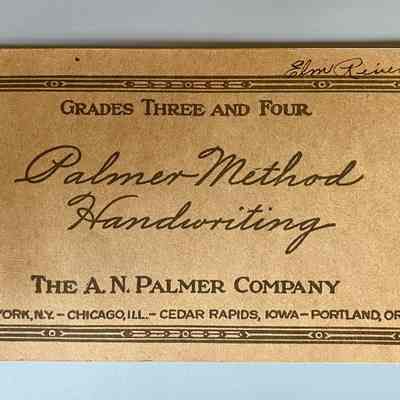 Elm River
GRADES THREE AND FOUR
Palmer Method
Handwriting
THE A. N. PALMER COMPANY
YORK, N.Y. – CHICAGO, ILL. – CEDAR RAPIDS, IOWA – PORTLAND, OR